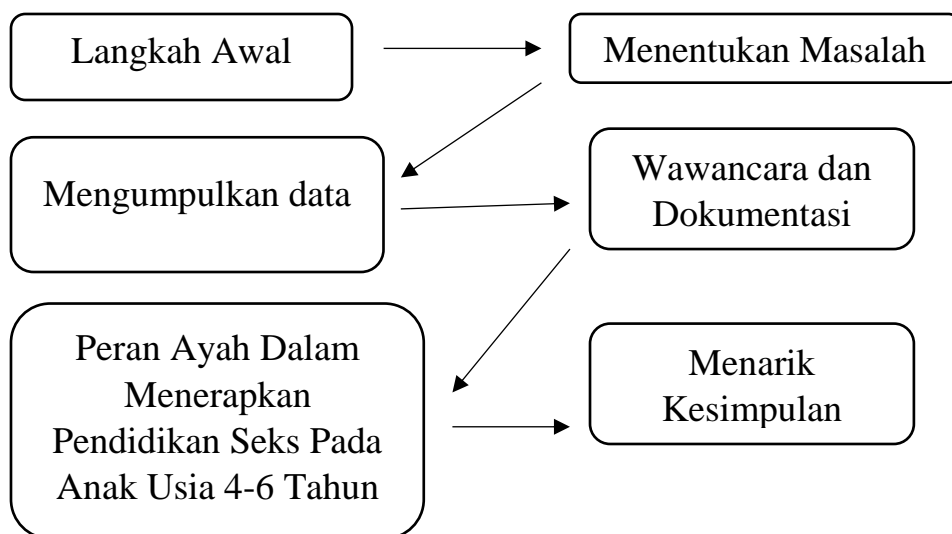 Langkah Awal
Menentukan Masalah
Mengumpulkan data
Wawancara dan
Dokumentasi
Peran Ayah Dalam
Menerapkan
Pendidikan Seks Pada
Anak Usia 4-6 Tahun
Menarik
Kesimpulan